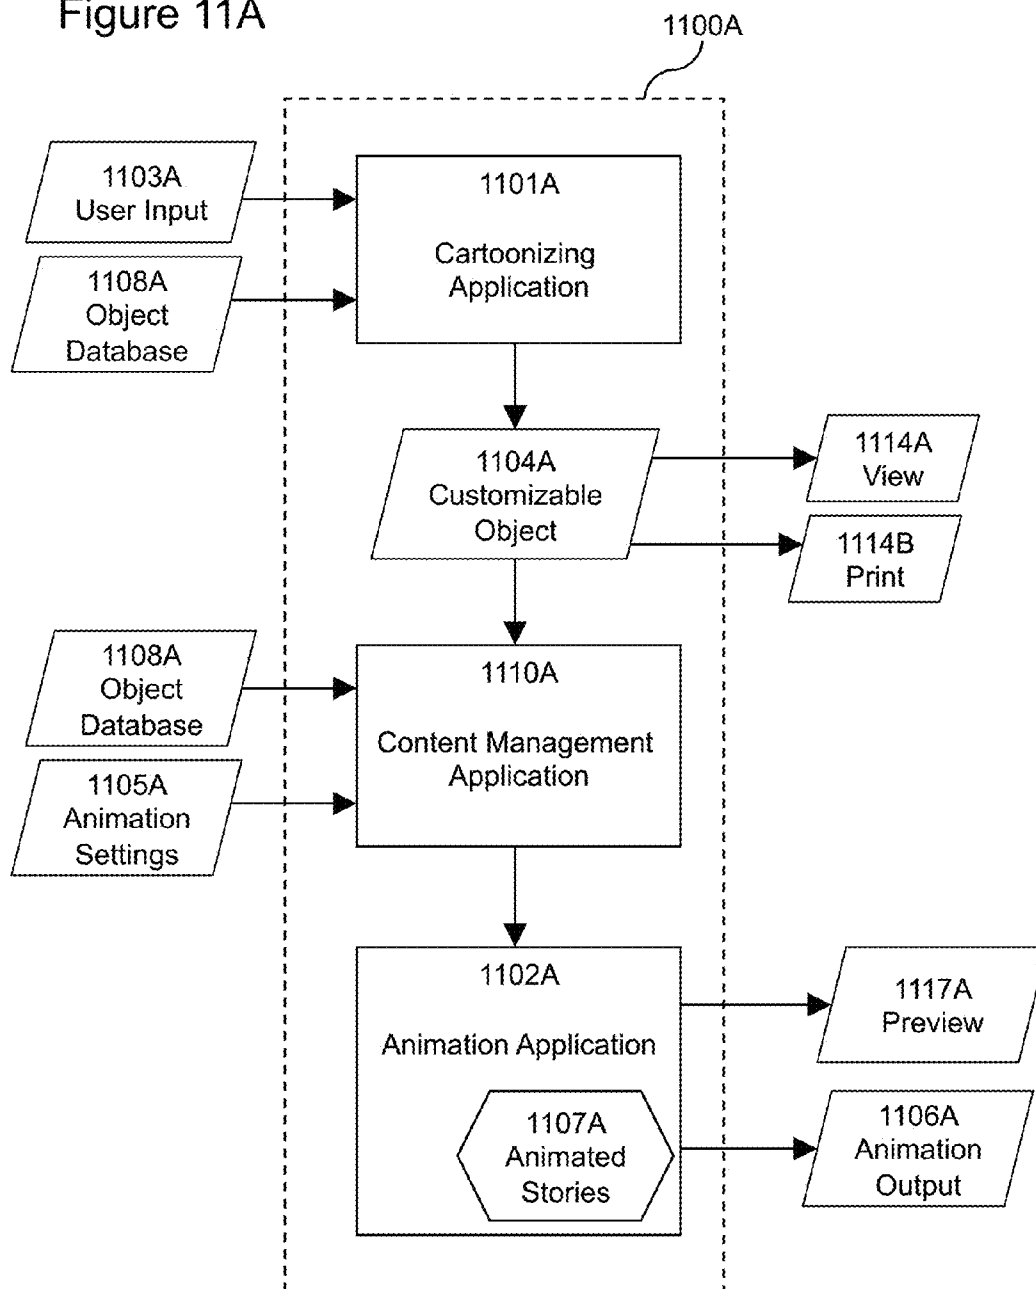 Figure 11A
1100A
1103A
User Input
1108A
Object
Database
1101A
Cartoonizing
Application
1104A
Customizable
Object
1114A
View
1114B
Print
1108A
Object
Database
1105A
Animation
Settings
1110A
Content Management
Application
1102A
Animation Application
1107A
Animated
Stories
1117A
Preview
1106A
Animation
Output